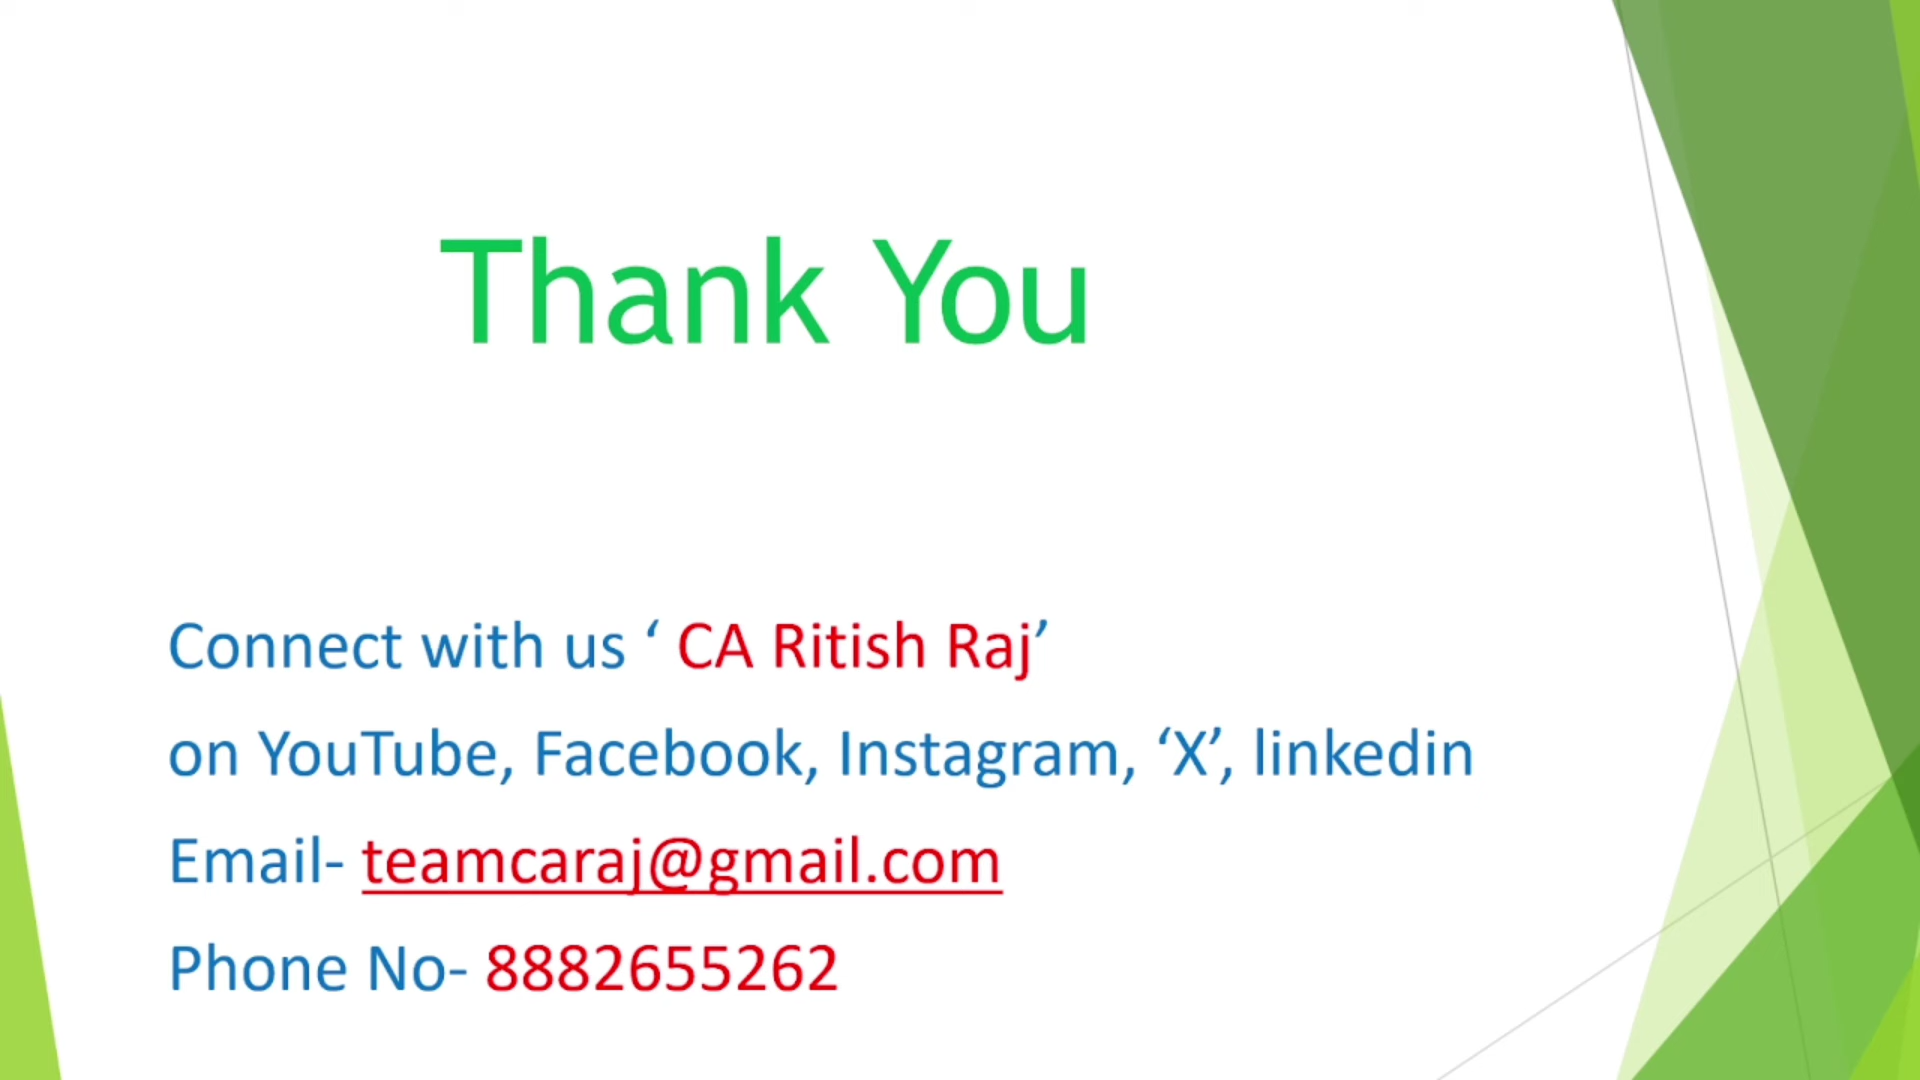 Thank You
Connect with us ‘ CA Ritish Raj’
on YouTube, Facebook, Instagram, ‘X’, linkedin
Email- teamcaraj@gmail.com
Phone No- 8882655262